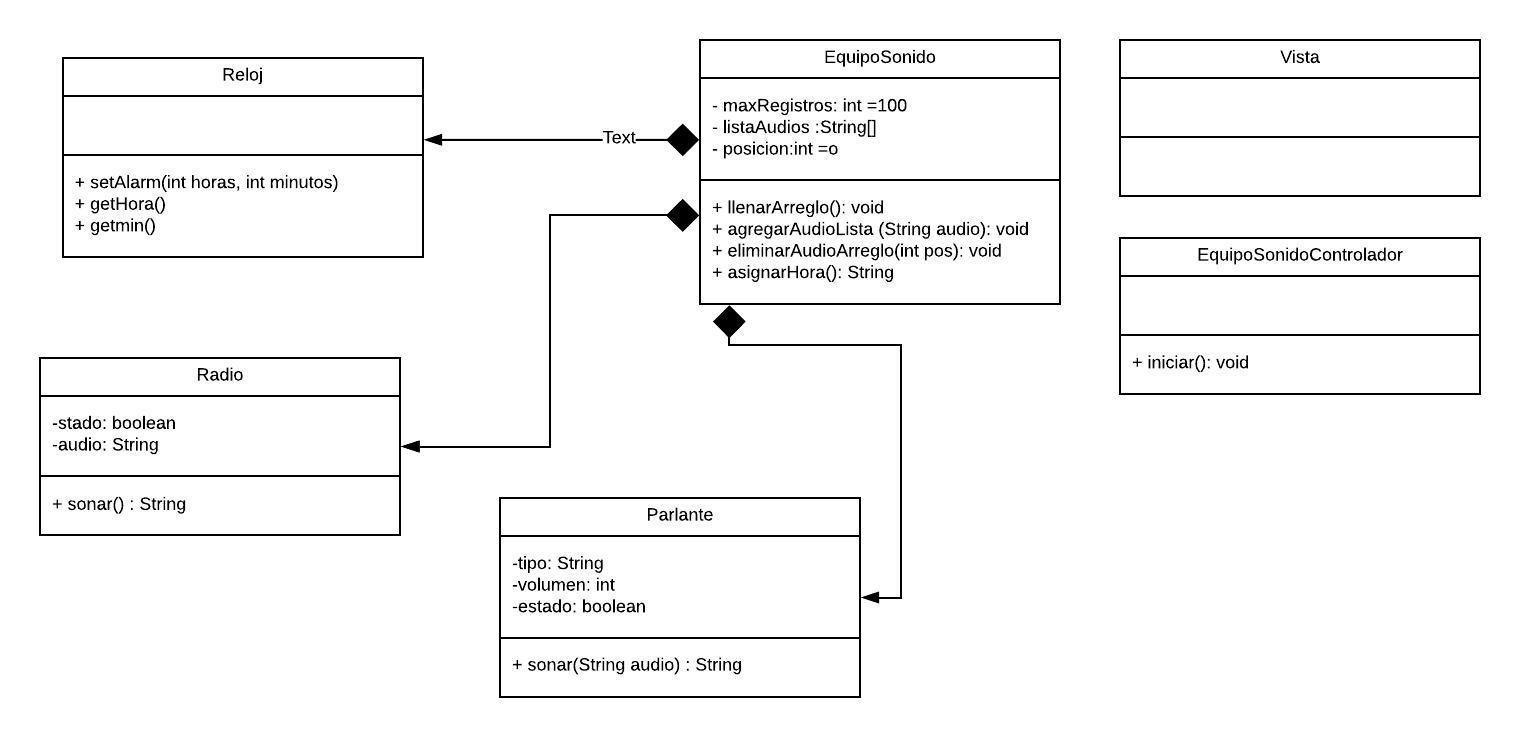 Reloj
+ setAlarm(int horas, int minutos)
+ getHora()
+ getmin()
Text
EquipoSonido
- maxRegistros: int =100
- listaAudios :String[]
- posicion:int =o
+ llenarArreglo(): void
+ agregarAudioLista (String audio): void
+ eliminarAudioArreglo(int pos): void
+ asignarHora(): String
Vista
EquipoSonidoControlador
+ iniciar(): void
Radio
-stado: boolean
-audio: String
+ sonar() : String
Parlante
-tipo: String
-volumen: int
-estado: boolean
+ sonar(String audio) : String